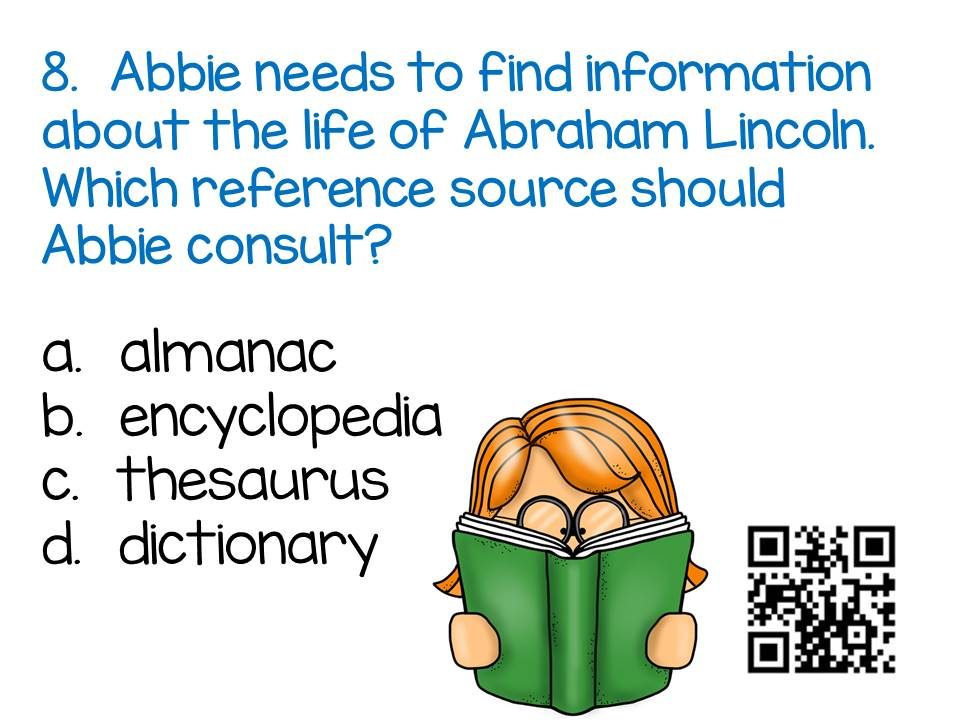 8. Abbie needs to find information
about the life of Abraham Lincoln.
Which reference source should
Abbie consult?
a. almanac
b. encyclopedia
c. thesaurus
d. dictionary